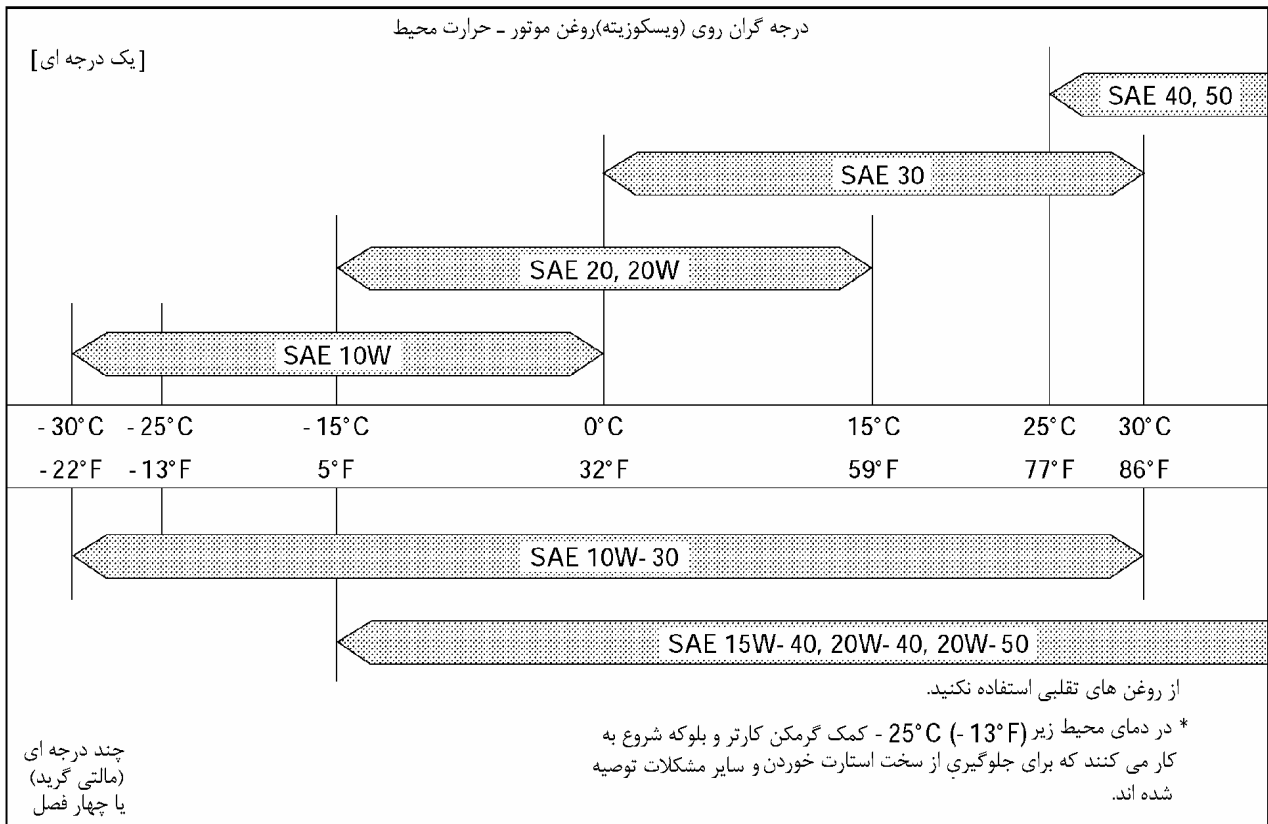 درجه گران روی (ویسکوزیته)روغن موتور - حرارت محیط
[یک درجه ای]
SAE 40, 50
SAE 30
SAE 20, 20W
SAE 10W
- 30°C - 25°C - 15°C 0°C 15°C 25°C 30°C
- 22°F - 13°F 5°F 32°F 59°F 77°F 86°F
SAE 10W- 30
SAE 15W- 40, 20W- 40, 20W- 50
از روغن های تقلبی استفاده نکنید.
* در دمای محیط زیر (- 13°F) - 25°C کمک گرمکن کارتر و بلوکه شروع به
کار می کنند که برای جلوگیري از سخت استارت خوردن و سایر مشکلات توصیه
شده اند.
چند درجه ای
(مالتی گرید)
یا چهار فصل